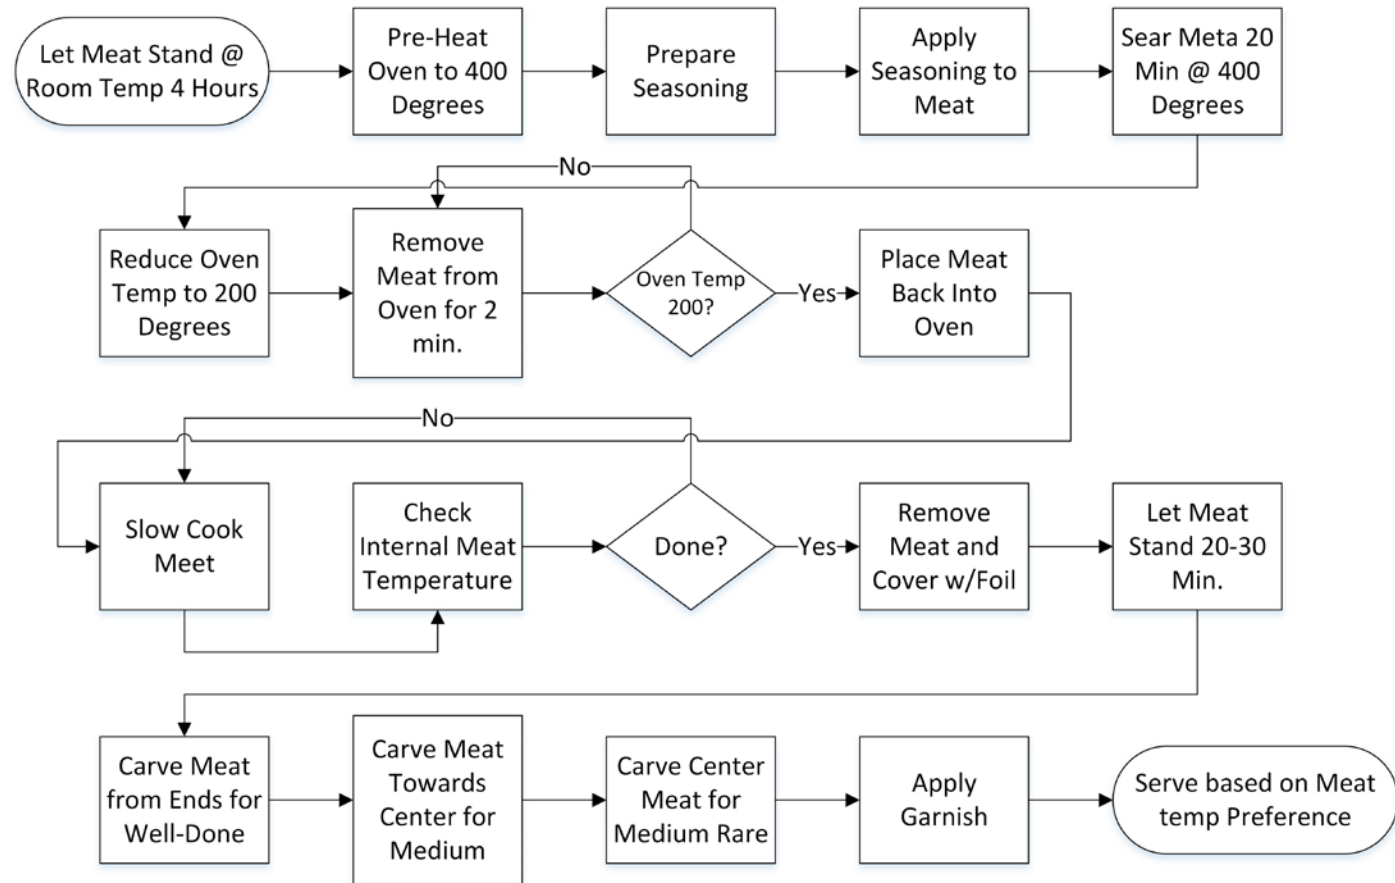 Let Meat Stand @
Room Temp 4 Hours
Pre-Heat
Oven to 400
Degrees
Prepare
Seasoning
Apply
Seasoning to
Meat
Sear Meta 20
Min @ 400
Degrees
No
Reduce Oven
Temp to 200
Degrees
Remove
Meat from
Oven for 2
min.
Oven Temp
200?
Yes
Place Meat
Back Into
Oven
No
Slow Cook
Meet
Check
Internal Meat
Temperature
Done?
Yes
Remove
Meat and
Cover w/Foil
Let Meat
Stand 20-30
Min.
Carve Meat
from Ends for
Well-Done
Carve Meat
Towards
Center for
Medium
Carve Center
Meat for
Medium Rare
Apply
Garnish
Serve based on Meat
temp Preference